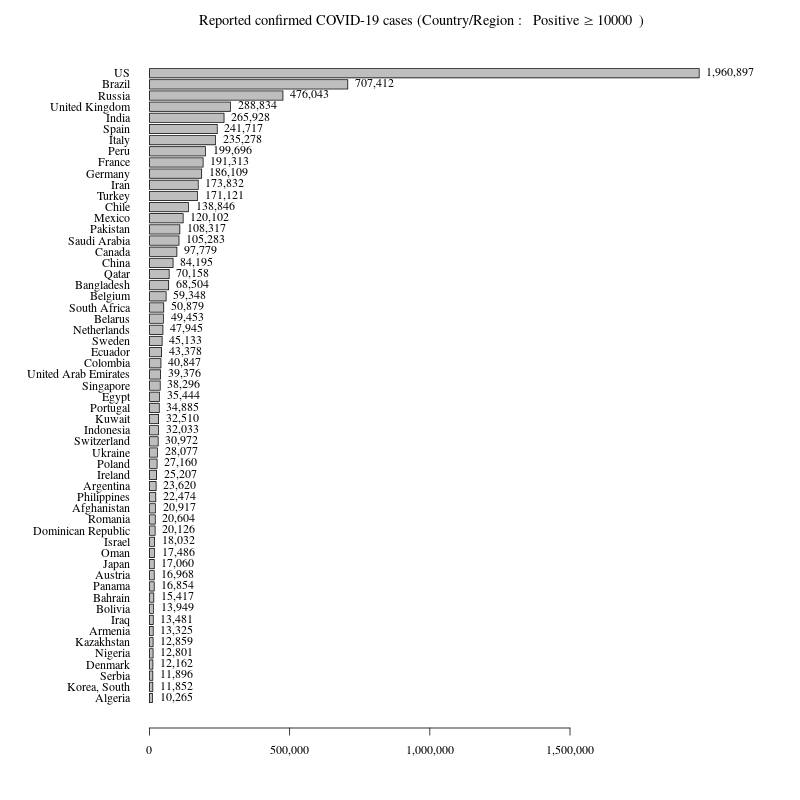 Reported confirmed COVID-19 cases (Country/Region :   Positive ≥ 10000  )
US 1,960,897
Brazil 707,412
Russia 476,043
United Kingdom 288,834
India 265,928
Spain 241,717
Italy 235,278
Peru 199,696
France 191,313
Germany 186,109
Iran 173,832
Turkey 171,121
Chile 138,846
Mexico 120,102
Pakistan 108,317
Saudi Arabia 105,283
Canada 97,779
China 84,195
Qatar 70,158
Bangladesh 68,504
Belgium 59,348
South Africa 50,879
Belarus 49,453
Netherlands 47,945
Sweden 45,133
Ecuador 43,378
Colombia 40,847
United Arab Emirates 39,376
Singapore 38,296
Egypt 35,444
Portugal 34,885
Kuwait 32,510
Indonesia 32,033
Switzerland 30,972
Ukraine 28,077
Poland 27,160
Ireland 25,207
Argentina 23,620
Philippines 22,474
Afghanistan 20,917
Romania 20,604
Dominican Republic 20,126
Israel 18,032
Oman 17,486
Japan 17,060
Austria 16,968
Panama 16,854
Bahrain 15,417
Bolivia 13,949
Iraq 13,481
Armenia 13,325
Kazakhstan 12,859
Nigeria 12,801
Denmark 12,162
Serbia 11,896
Korea, South 11,852
Algeria 10,265
0 500,000 1,000,000 1,500,000